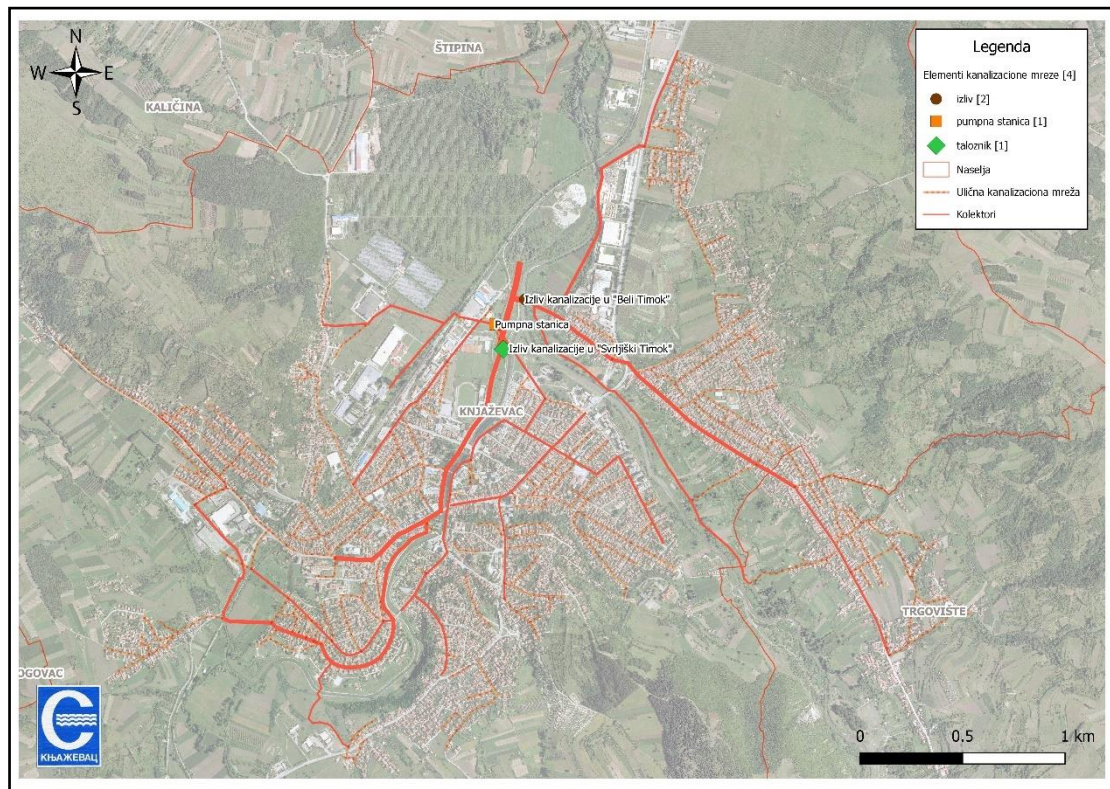 N
W E
S
ŠTIPINA
KALIČINA
Legenda
Elementi kanalizacione mreze [4]
izliv [2]
pumpna stanica [1]
taloznik [1]
Naselja
Ulična kanalizaciona mreža
Kolektori
Izliv kanalizacije u "Beli Timok"
Pumpna stanica
Izliv kanalizacije u "Svrljiški Timok"
KNJAŽEVAC
TRGOVIŠTE
OGOVAC
КЊАЖЕВАЦ
0 0.5 1 km